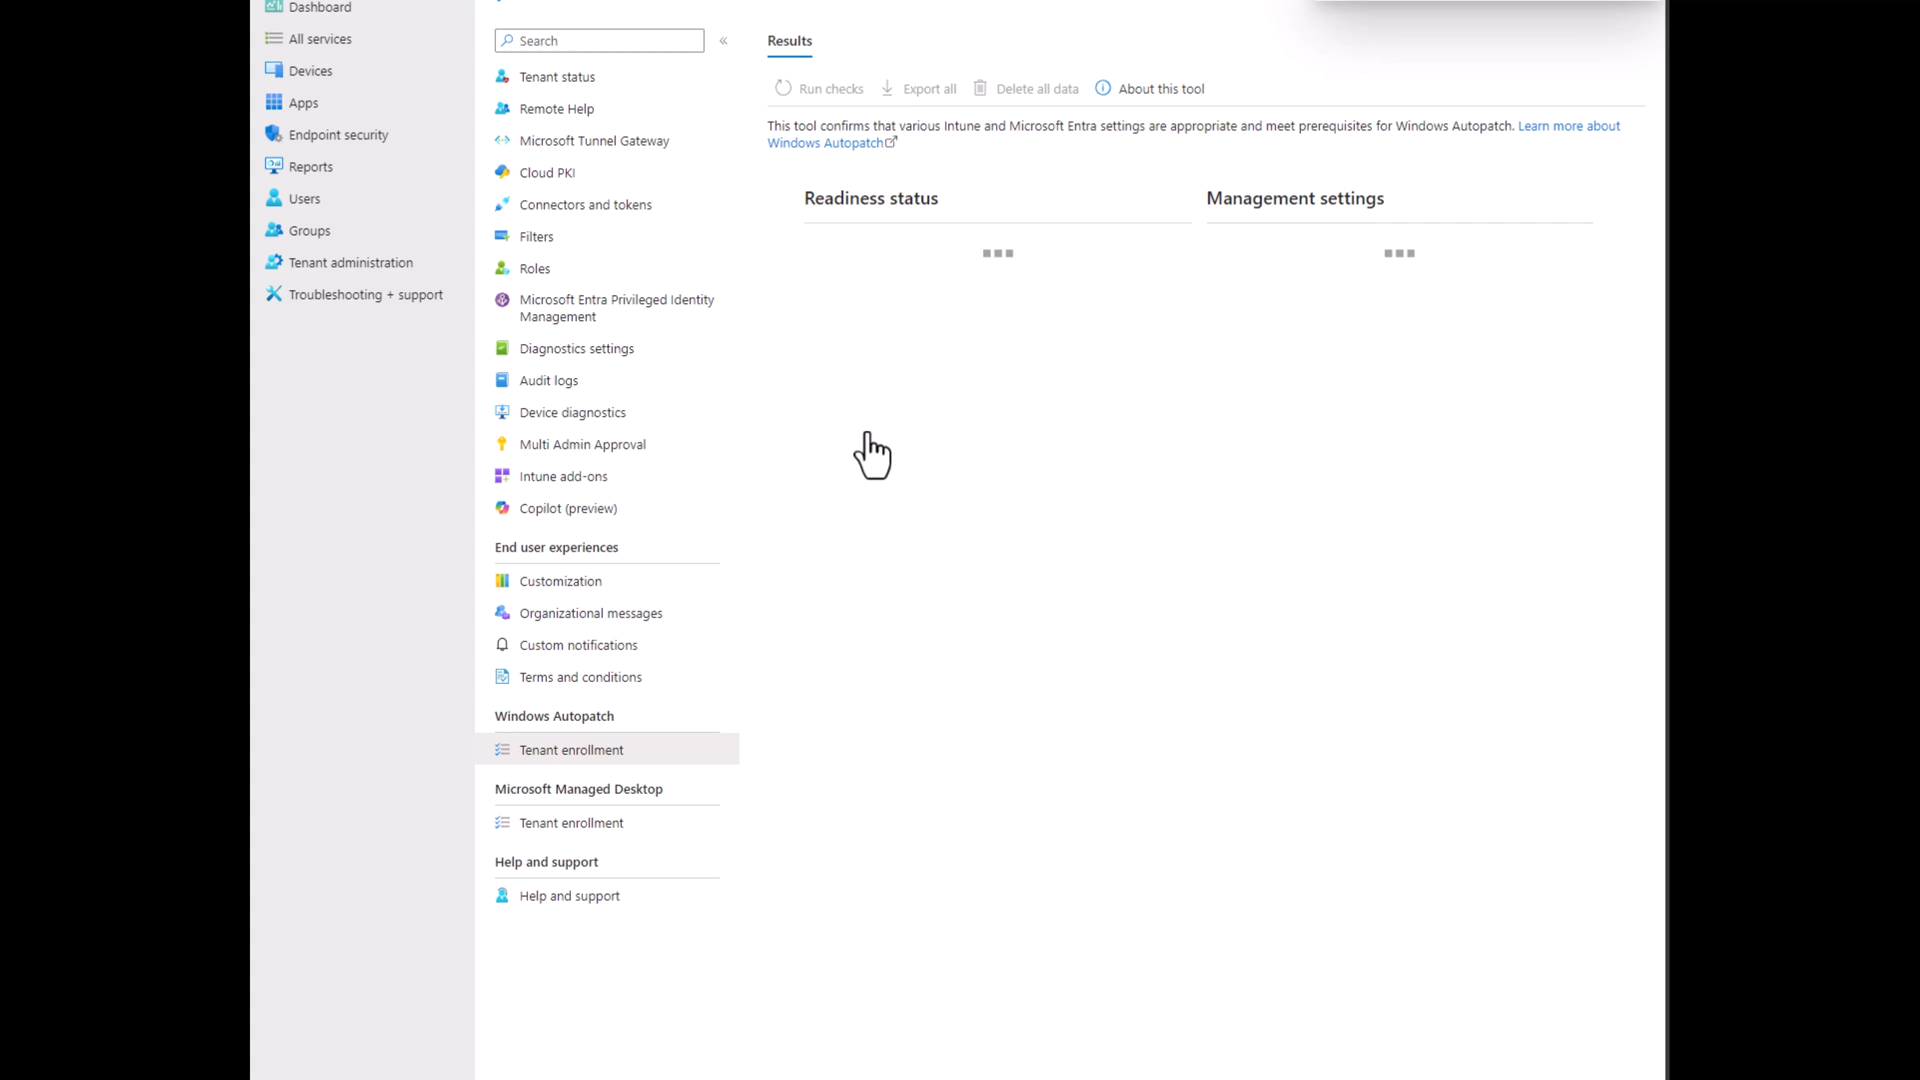 Dashboard
All services
Devices
Apps
Endpoint security
Reports
Users
Groups
Tenant administration
Troubleshooting + support
Search
«
Tenant status
Remote Help
Microsoft Tunnel Gateway
Cloud PKI
Connectors and tokens
Filters
Roles
Microsoft Entra Privileged Identity
Management
Diagnostics settings
Audit logs
Device diagnostics
Multi Admin Approval
Intune add-ons
Copilot (preview)
End user experiences
Customization
Organizational messages
Custom notifications
Terms and conditions
Windows Autopatch
Tenant enrollment
Microsoft Managed Desktop
Tenant enrollment
Help and support
Help and support
Results
Run checks Export all Delete all data About this tool
This tool confirms that various Intune and Microsoft Entra settings are appropriate and meet prerequisites for Windows Autopatch. Learn more about
Windows Autopatch
Readiness status
Management settings